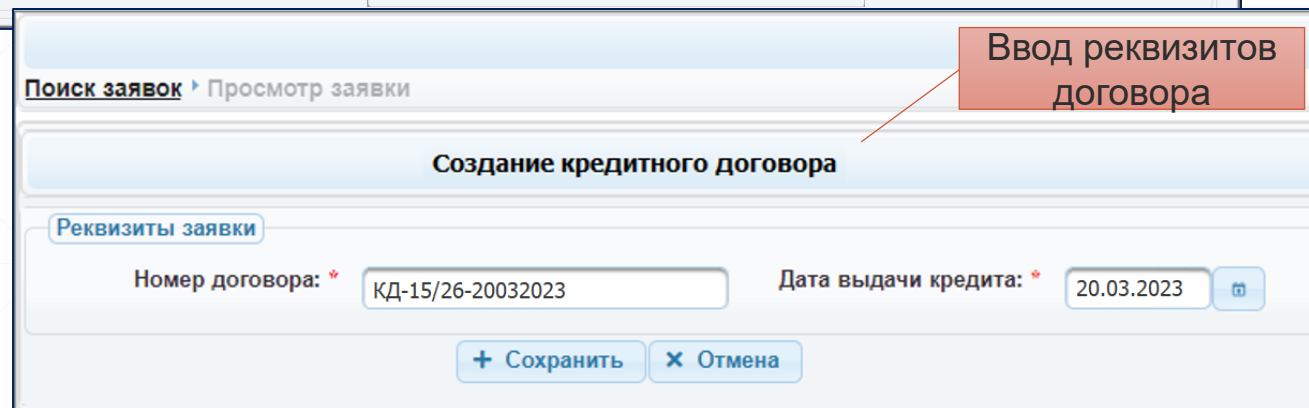 Ввод реквизитов
договора
Поиск заявок Просмотр заявки
Создание кредитного договора
Реквизиты заявки
Номер договора: * КД-15/26-20032023 Дата выдачи кредита: * 20.03.2023
+ Сохранить × Отмена